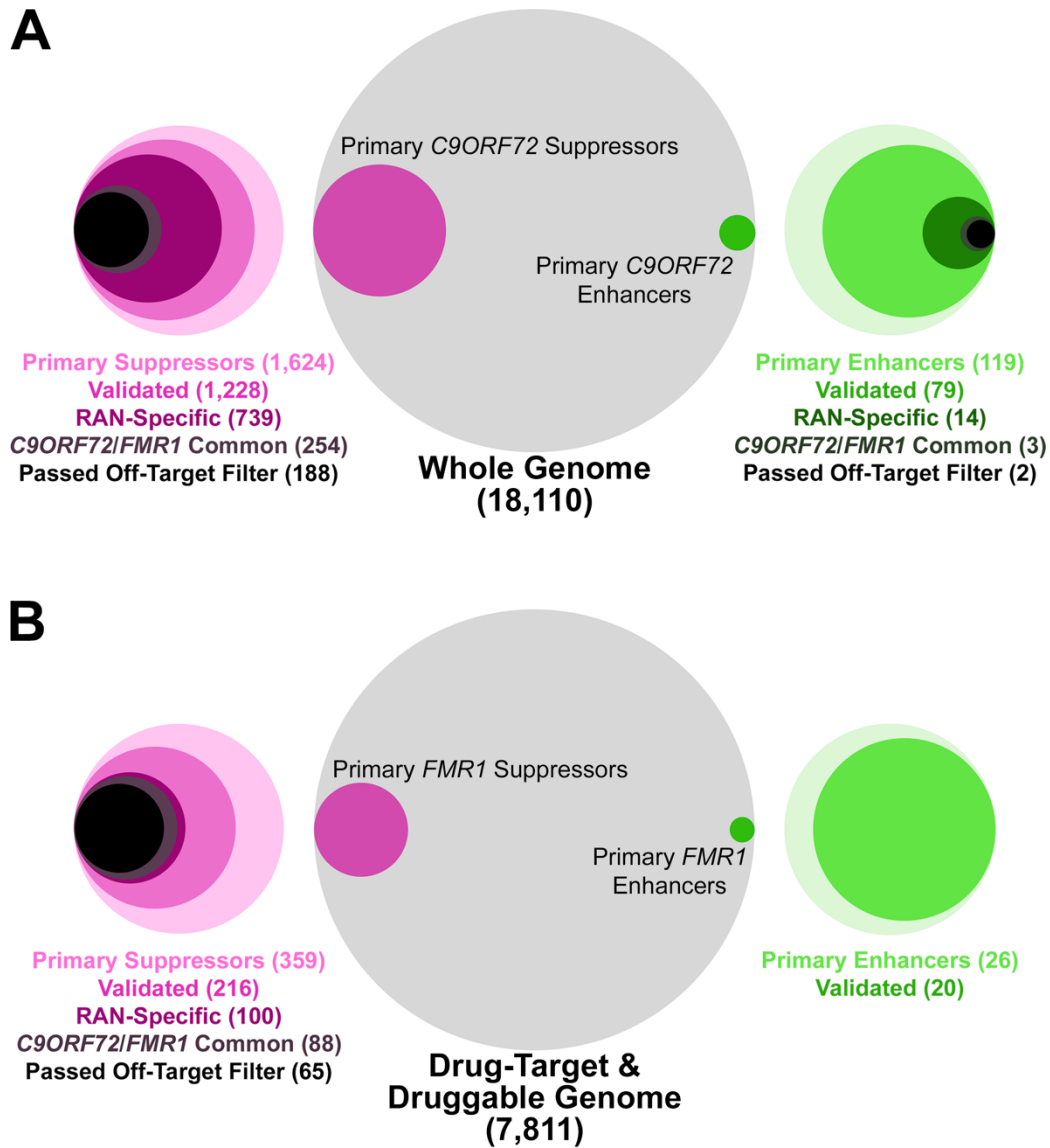 A
Primary C9ORF72 Suppressors
Primary C9ORF72
Enhancers
Primary Suppressors (1,624)
Validated (1,228)
RAN-Specific (739)
C9ORF72/FMR1 Common (254)
Passed Off-Target Filter (188)
Whole Genome
(18,110)
Primary Enhancers (119)
Validated (79)
RAN-Specific (14)
C9ORF72/FMR1 Common (3)
Passed Off-Target Filter (2)
B
Primary FMR1 Suppressors
Primary FMR1
Enhancers
Primary Suppressors (359)
Validated (216)
RAN-Specific (100)
C9ORF72/FMR1 Common (88)
Passed Off-Target Filter (65)
Drug-Target &
Druggable Genome
(7,811)
Primary Enhancers (26)
Validated (20)